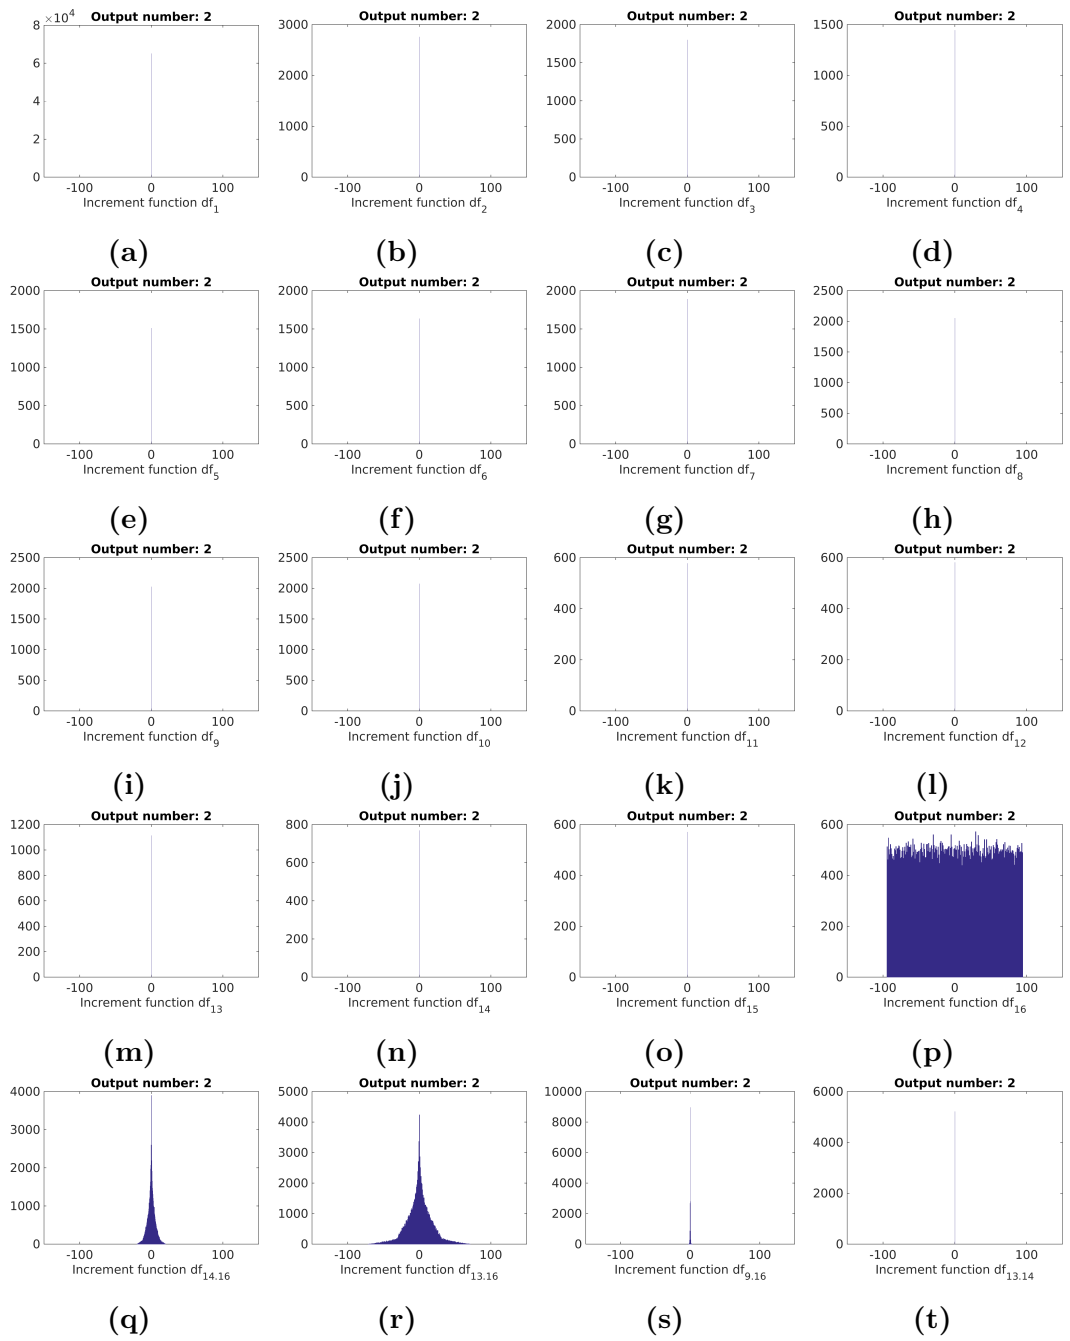 Output number: 2 Output number: 2 Output number: 2 Output number: 2
×10⁴
8 3000 2000 1500
6 1500
2000 1000
4 1000
1000 500
2 500
0 0 0 0
-100 0 100 -100 0 100 -100 0 100 -100 0 100
Increment function df₁ Increment function df₂ Increment function df₃ Increment function df₄
(a) (b) (c) (d)
Output number: 2 Output number: 2 Output number: 2 Output number: 2
2000 2000 2000 2500
2000
1500 1500 1500
1500
1000 1000 1000
1000
500 500 500 500
0 0 0 0
-100 0 100 -100 0 100 -100 0 100 -100 0 100
Increment function df₅ Increment function df₆ Increment function df₇ Increment function df₈
(e) (f) (g) (h)
Output number: 2 Output number: 2 Output number: 2 Output number: 2
2500 2500 600 600
2000 2000
400 400
1500 1500
1000 1000
200 200
500 500
0 0 0 0
-100 0 100 -100 0 100 -100 0 100 -100 0 100
Increment function df₉ Increment function df₁₀ Increment function df₁₁ Increment function df₁₂
(i) (j) (k) (l)
Output number: 2 Output number: 2 Output number: 2 Output number: 2
1200 800 600 600
1000
600
800 400 400
600 400
400 200 200
200
200
0 0 0 0
-100 0 100 -100 0 100 -100 0 100 -100 0 100
Increment function df₁₃ Increment function df₁₄ Increment function df₁₅ Increment function df₁₆
(m) (n) (o) (p)
Output number: 2 Output number: 2 Output number: 2 Output number: 2
4000 5000 10000 6000
4000 8000
3000
4000
3000 6000
2000
2000 4000
2000
1000
1000 2000
0 0 0 0
-100 0 100 -100 0 100 -100 0 100 -100 0 100
Increment function df₁₄.₁₆ Increment function df₁₃.₁₆ Increment function df₉.₁₆ Increment function df₁₃.₁₄
(q) (r) (s) (t)